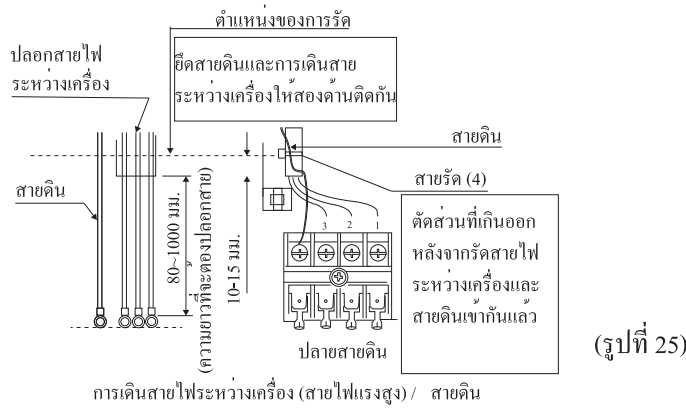 ตำแหน่งของการรัด
ปลอกสายไฟ
ระหว่างเครื่อง
ยึดสายดินและการเดินสาย
ระหว่างเครื่องให้สองด้านติดกัน
สายดิน
สายรัด (4)
สายดิน
80~1000 มม.
(ความยาวที่จะต้องปลอกสาย)
10-15 มม.
3 2 1
ตัดส่วนที่เกินออก
หลังจากรัดสายไฟ
ระหว่างเครื่องและ
สายดินเข้ากันแล้ว
ปลายสายดิน
(รูปที่ 25)
การเดินสายไฟระหว่างเครื่อง (สายไฟแรงสูง) / สายดิน